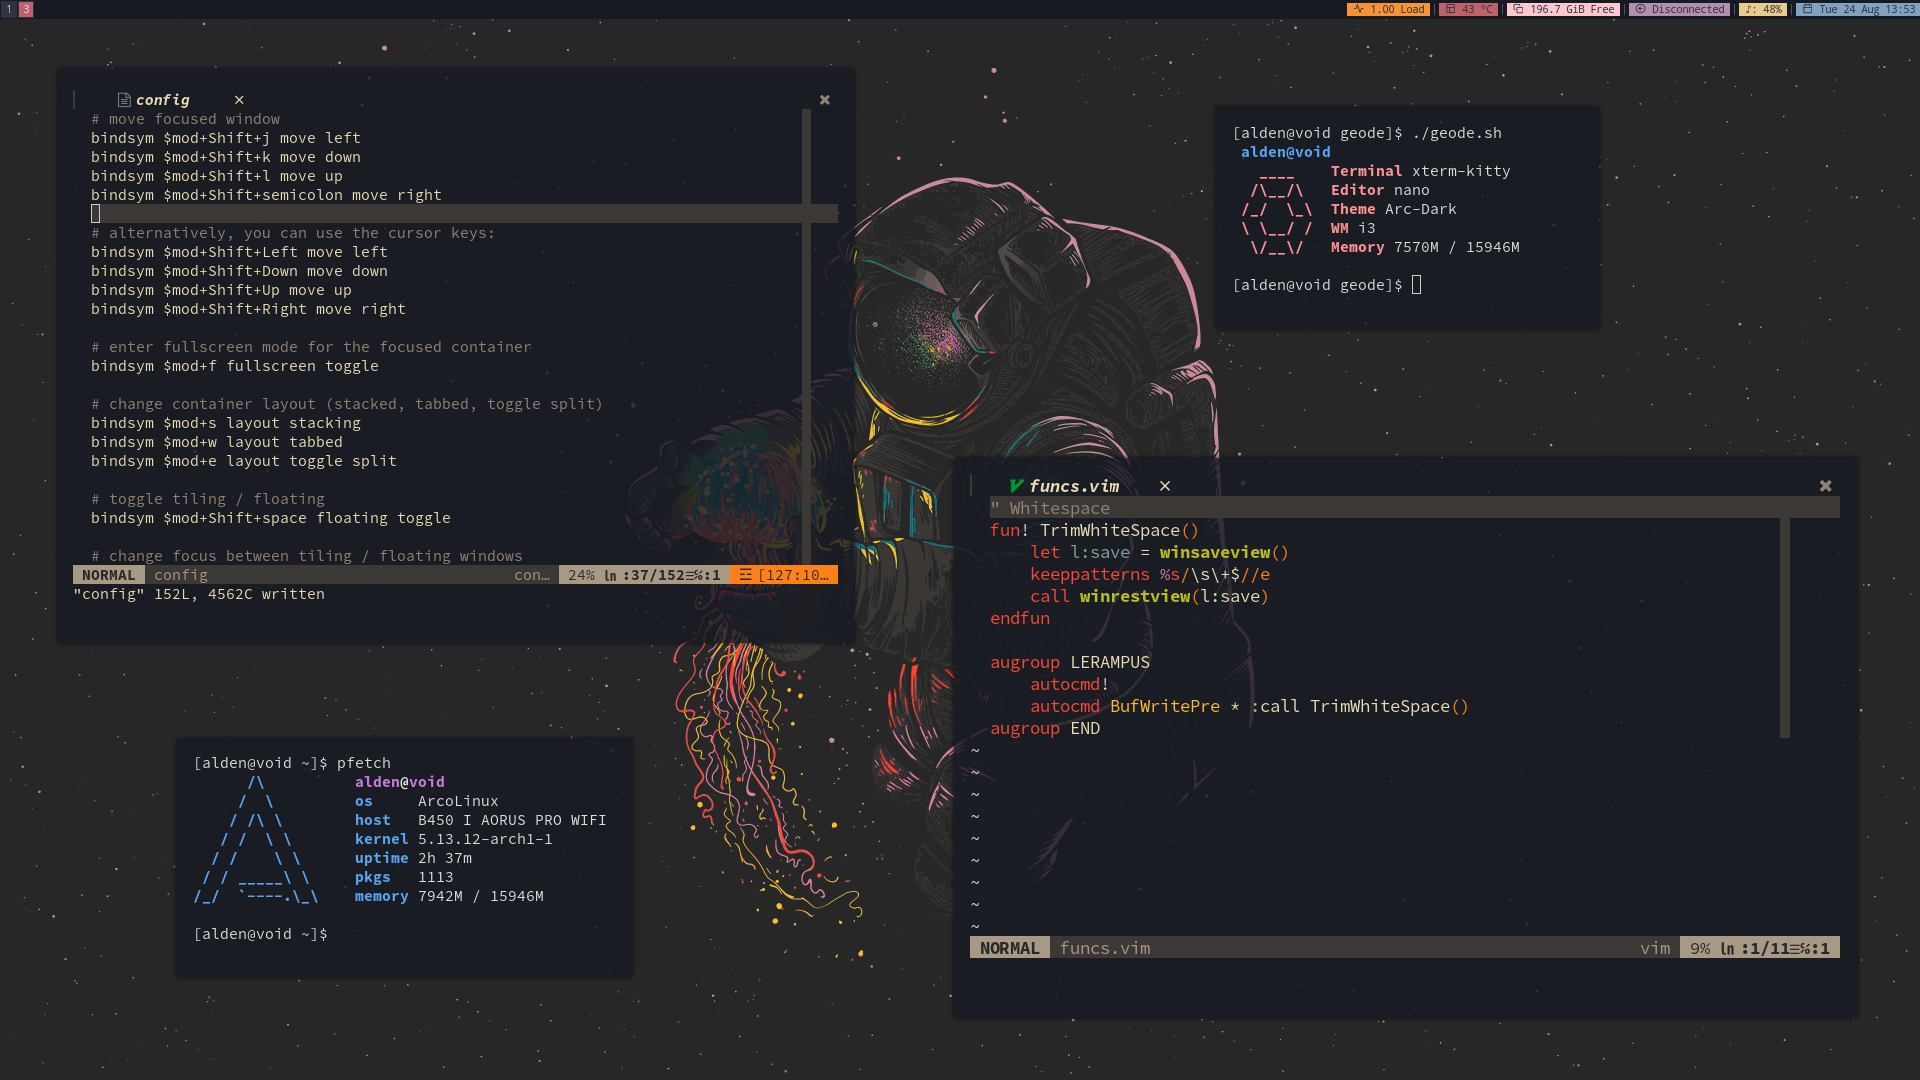 1 3
1.00 Load | 43 °C | 196.7 GiB Free | Disconnected | ♪: 48% | Tue 24 Aug 13:53
config ×
# move focused window
bindsym $mod+Shift+j move left
bindsym $mod+Shift+k move down
bindsym $mod+Shift+l move up
bindsym $mod+Shift+semicolon move right
# alternatively, you can use the cursor keys:
bindsym $mod+Shift+Left move left
bindsym $mod+Shift+Down move down
bindsym $mod+Shift+Up move up
bindsym $mod+Shift+Right move right
# enter fullscreen mode for the focused container
bindsym $mod+f fullscreen toggle
# change container layout (stacked, tabbed, toggle split)
bindsym $mod+s layout stacking
bindsym $mod+w layout tabbed
bindsym $mod+e layout toggle split
# toggle tiling / floating
bindsym $mod+Shift+space floating toggle
# change focus between tiling / floating windows
NORMAL config con… 24% ln :37/152≡%:1 ☲ [127:10…
"config" 152L, 4562C written
[alden@void geode]$ ./geode.sh
alden@void
____ Terminal xterm-kitty
/\__/\ Editor nano
/_/  \_\ Theme Arc-Dark
\ \__/ / WM i3
\/__\/ Memory 7570M / 15946M
[alden@void geode]$
funcs.vim ×
" Whitespace
fun! TrimWhiteSpace()
let l:save = winsaveview()
keeppatterns %s/\s\+$//e
call winrestview(l:save)
endfun
augroup LERAMPUS
autocmd!
autocmd BufWritePre * :call TrimWhiteSpace()
augroup END
~
~
~
~
~
~
~
~
~
NORMAL funcs.vim vim 9% ln :1/11≡%:1
[alden@void ~]$ pfetch
/\ alden@void
/  \ os ArcoLinux
/ /\ \ host B450 I AORUS PRO WIFI
/ /  \ \ kernel 5.13.12-arch1-1
/ /    \ \ uptime 2h 37m
/ / _____\ \ pkgs 1113
/_/  `----.\_\ memory 7942M / 15946M
[alden@void ~]$